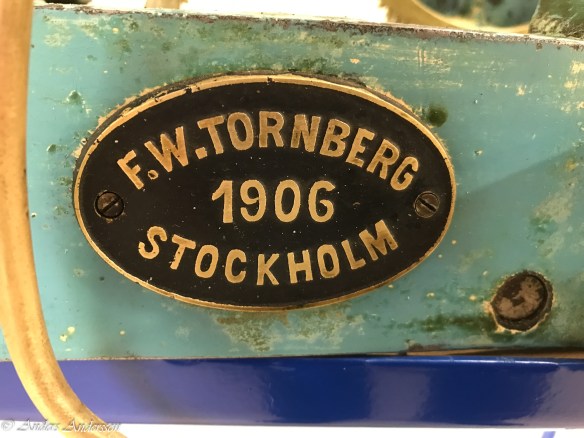 F.W.TORNBERG
1906
STOCKHOLM
© Anders Andersson